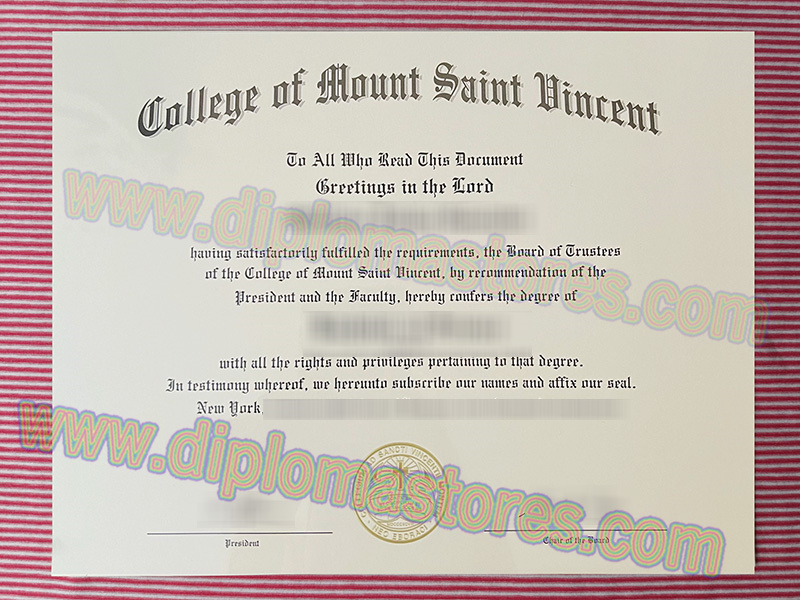 College of Mount Saint Vincent
To All Who Read This Document
Greetings in the Lord
www.diplomastores.com
having satisfactorily fulfilled the requirements, the Board of Trustees
of the College of Mount Saint Vincent, by recommendation of the
President and the Faculty, hereby confers the degree of
with all the rights and privileges pertaining to that degree.
In testimony whereof, we hereunto subscribe our names and affix our seal.
New York,
www.diplomastores.com
President
Chair of the Board